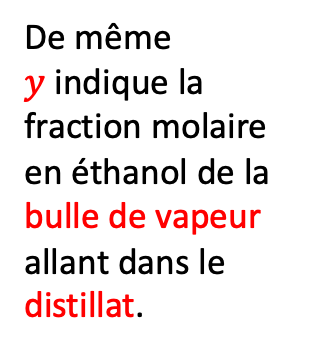 De même
y indique la
fraction molaire
en éthanol de la
bulle de vapeur
allant dans le
distillat.